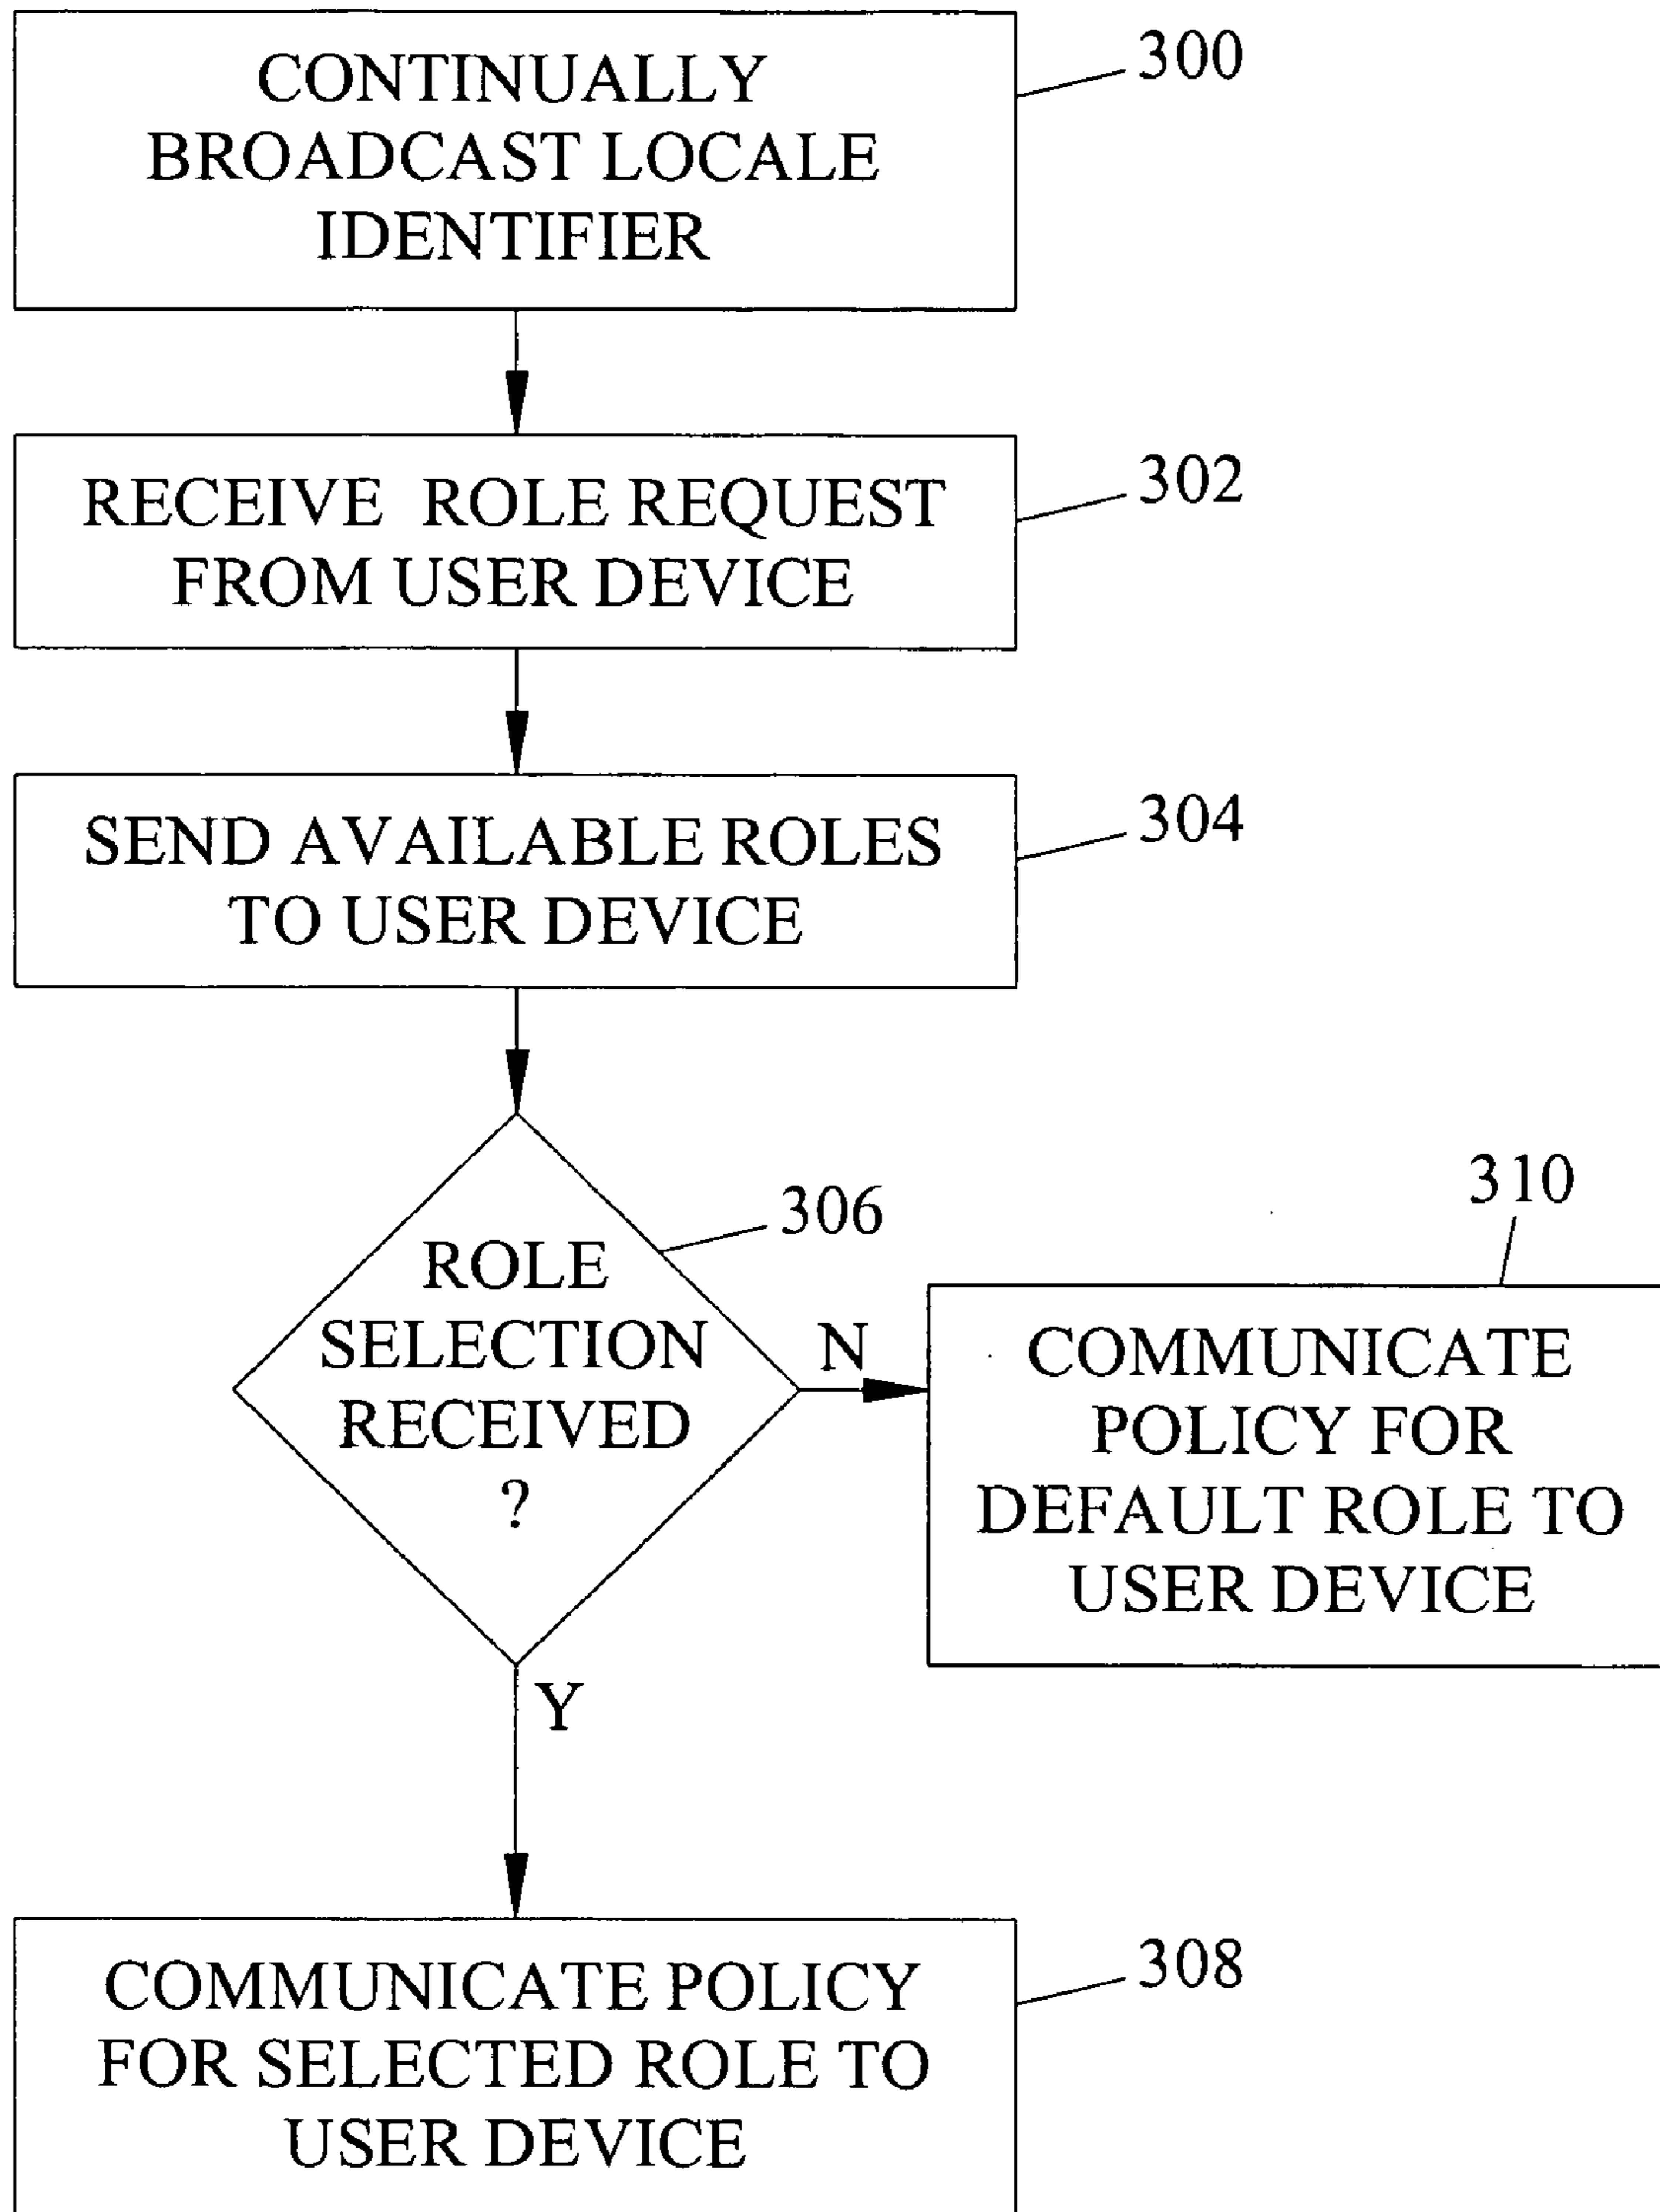 CONTINUALLY
BROADCAST LOCALE
IDENTIFIER
300
RECEIVE ROLE REQUEST
FROM USER DEVICE
302
SEND AVAILABLE ROLES
TO USER DEVICE
304
ROLE
SELECTION
RECEIVED
?
306
N
310
COMMUNICATE
POLICY FOR
DEFAULT ROLE TO
USER DEVICE
Y
COMMUNICATE POLICY
FOR SELECTED ROLE TO
USER DEVICE
308